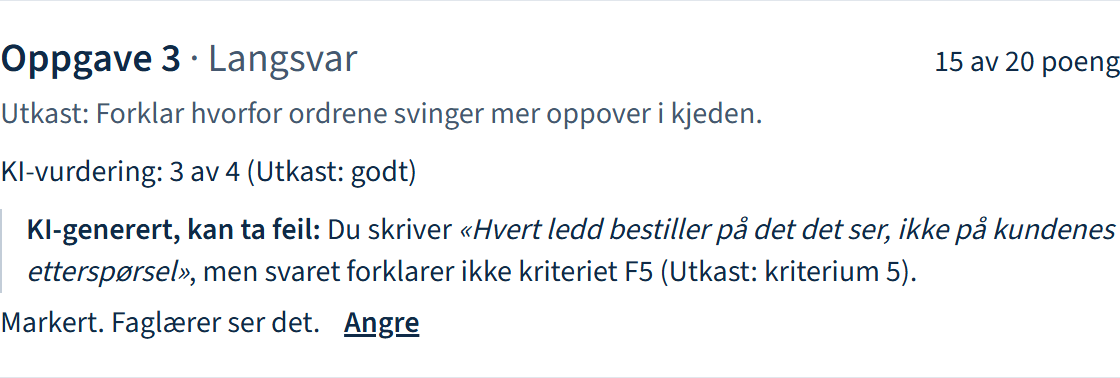 Oppgave 3 · Langsvar
15 av 20 poeng
Utkast: Forklar hvorfor ordrene svinger mer oppover i kjeden.
KI-vurdering: 3 av 4 (Utkast: godt)
KI-generert, kan ta feil: Du skriver «Hvert ledd bestiller på det det ser, ikke på kundenes
etterspørsel», men svaret forklarer ikke kriteriet F5 (Utkast: kriterium 5).
Markert. Faglærer ser det. Angre